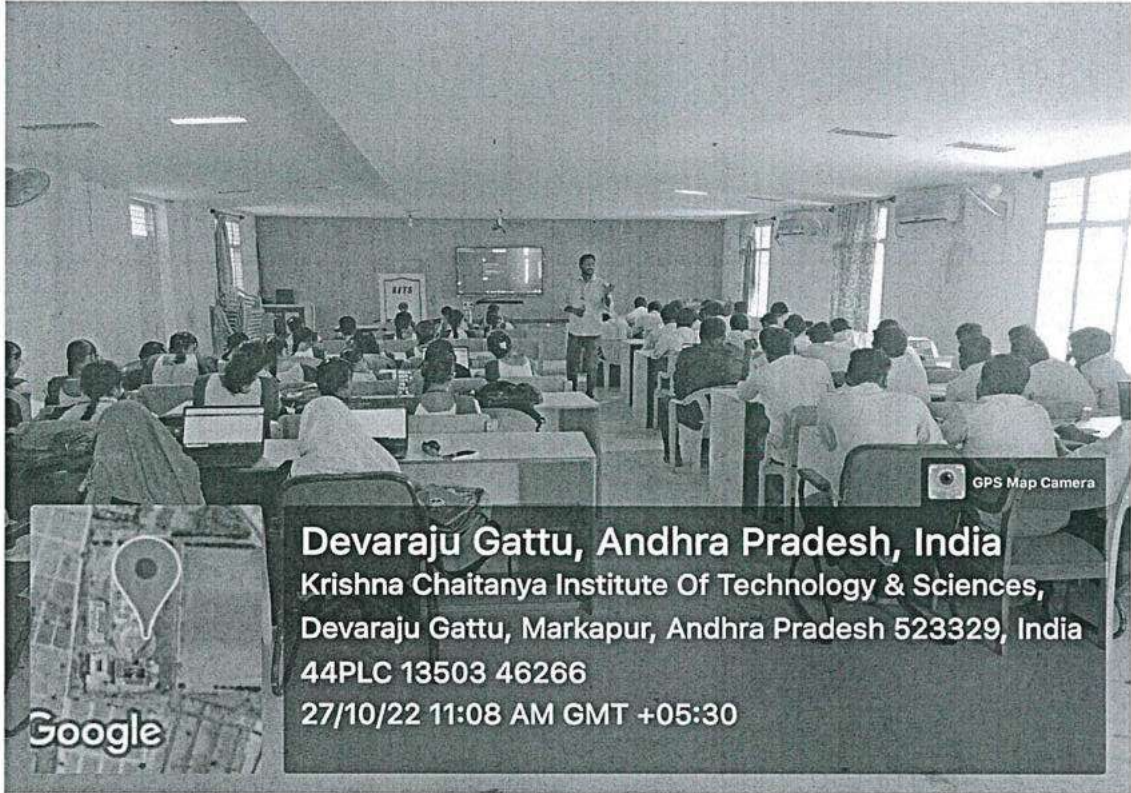 GPS Map Camera
Devaraju Gattu, Andhra Pradesh, India
Krishna Chaitanya Institute Of Technology & Sciences,
Devaraju Gattu, Markapur, Andhra Pradesh 523329, India
44PLC 13503 46266
27/10/22 11:08 AM GMT +05:30
Google